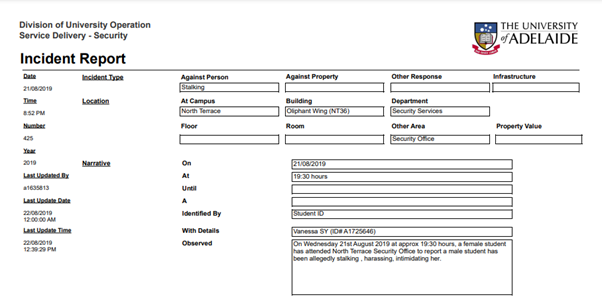 Division of University Operation
Service Delivery - Security
THE UNIVERSITY
of ADELAIDE
Incident Report
Date Incident Type Against Person Against Property Other Response Infrastructure
21/08/2019 Stalking
Time Location At Campus Building Department
8:52 PM North Terrace Oliphant Wing (NT36) Security Services
Number Floor Room Other Area Property Value
425 Security Office
Year
2019 Narrative On 21/08/2019
Last Updated By At 19:30 hours
a1635813 Until
Last Update Date A
22/08/2019 Identified By Student ID
12:00:00 AM
Last Update Time With Details Vanessa SY (ID# A1725646)
22/08/2019 Observed On Wednesday 21st August 2019 at approx 19:30 hours, a female student
12:39:29 PM has attended North Terrace Security Office to report a male student has
been allegedly stalking , harassing, intimidating her.